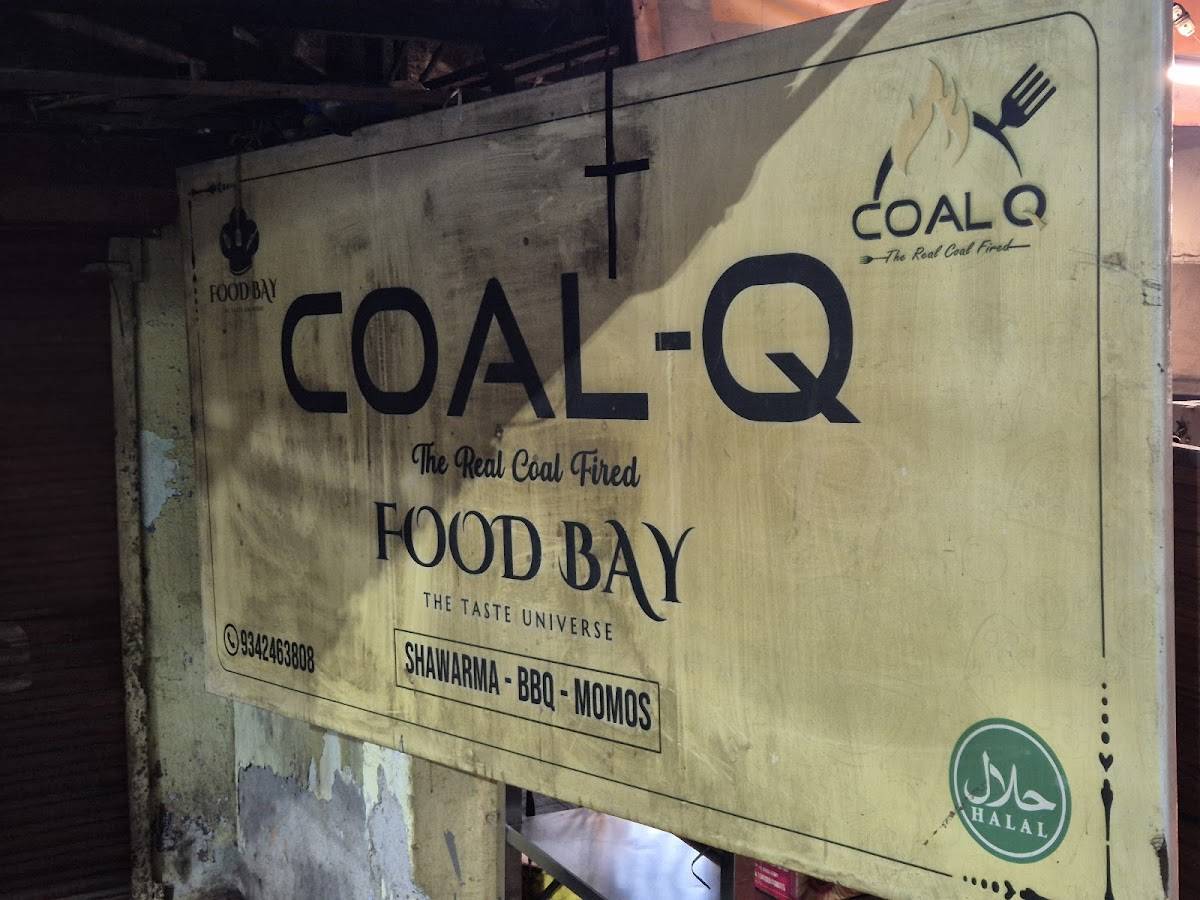 COAL Q
The Real Coal Fired
FOOD BAY
COAL-Q
The Real Coal Fired
FOOD BAY
THE TASTE UNIVERSE
9342463808
SHAWARMA - BBQ - MOMOS
حلال
HALAL